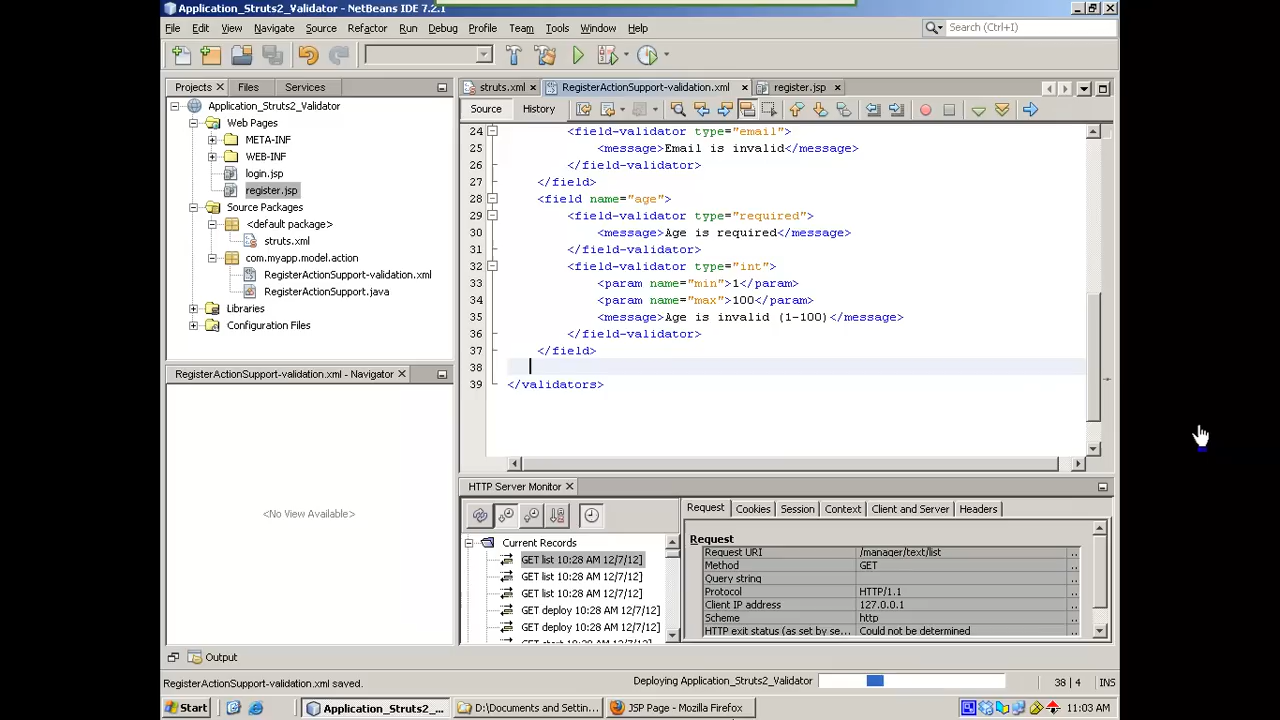 Application_Struts2_Validator - NetBeans IDE 7.2.1
File Edit View Navigate Source Refactor Run Debug Profile Team Tools Window Help
Search (Ctrl+I)
Projects Files Services
Application_Struts2_Validator
Web Pages
META-INF
WEB-INF
login.jsp
register.jsp
Source Packages
<default package>
struts.xml
com.myapp.model.action
RegisterActionSupport-validation.xml
RegisterActionSupport.java
Libraries
Configuration Files
RegisterActionSupport-validation.xml - Navigator
<No View Available>
struts.xml RegisterActionSupport-validation.xml register.jsp
Source History
24 <field-validator type="email">
25 <message>Email is invalid</message>
26 </field-validator>
27 </field>
28 <field name="age">
29 <field-validator type="required">
30 <message>Age is required</message>
31 </field-validator>
32 <field-validator type="int">
33 <param name="min">1</param>
34 <param name="max">100</param>
35 <message>Age is invalid (1-100)</message>
36 </field-validator>
37 </field>
38
39 </validators>
HTTP Server Monitor
Current Records
GET list 10:28 AM 12/7/12]
GET list 10:28 AM 12/7/12]
GET list 10:28 AM 12/7/12]
GET deploy 10:28 AM 12/7/12]
GET deploy 10:28 AM 12/7/12]
GET start 10:28 AM 12/7/12]
Request Cookies Session Context Client and Server Headers
Request
Request URI /manager/text/list ..
Method GET ..
Query string ..
Protocol HTTP/1.1 ..
Client IP address 127.0.0.1 ..
Scheme http ..
HTTP exit status (as set by se... Could not be determined ..
Output
RegisterActionSupport-validation.xml saved.
Deploying Application_Struts2_Validator
38 | 4 INS
Start
Application_Struts2_...
D:\Documents and Settin...
JSP Page - Mozilla Firefox
11:03 AM